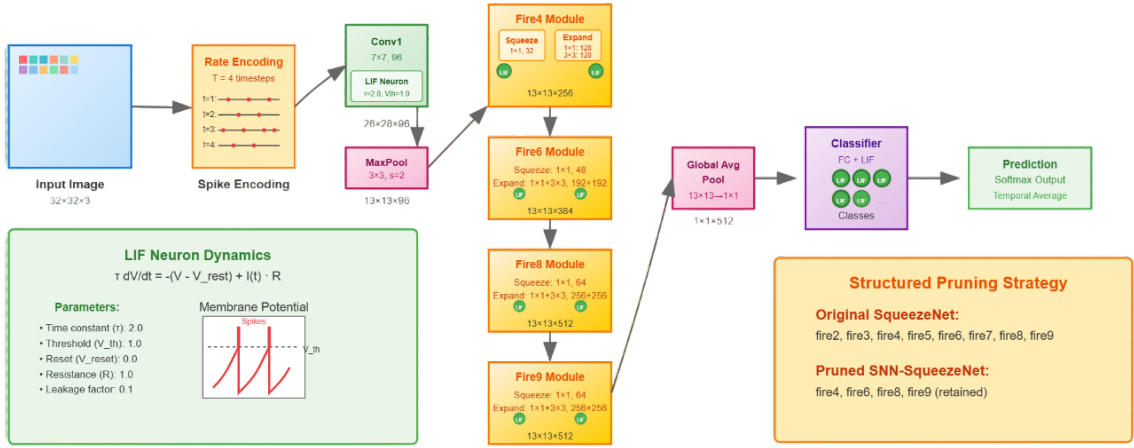 Input Image
32×32×3
Rate Encoding
T = 4 timesteps
t=1:
t=2:
t=3:
t=4:
Spike Encoding
Conv1
7×7, 96
LIF Neuron
τ=2.0, Vth=1.0
26×26×96
MaxPool
3×3, s=2
13×13×96
Fire4 Module
Squeeze
1×1, 32
Expand
1×1: 128
3×3: 128
LIF
LIF
13×13×256
Fire6 Module
Squeeze: 1×1, 48
Expand: 1×1+3×3, 192+192
LIF
LIF
13×13×384
Fire8 Module
Squeeze: 1×1, 64
Expand: 1×1+3×3, 256+256
LIF
LIF
13×13×512
Fire9 Module
Squeeze: 1×1, 64
Expand: 1×1+3×3, 256+256
LIF
LIF
13×13×512
Global Avg
Pool
13×13→1×1
1×1×512
Classifier
FC + LIF
LIF LIF LIF
LIF LIF ...
Classes
Prediction
Softmax Output
Temporal Average
LIF Neuron Dynamics
τ dV/dt = -(V - V_rest) + I(t) · R
Parameters:
• Time constant (τ): 2.0
• Threshold (V_th): 1.0
• Reset (V_reset): 0.0
• Resistance (R): 1.0
• Leakage factor: 0.1
Membrane Potential
Spikes
V_th
Structured Pruning Strategy
Original SqueezeNet:
fire2, fire3, fire4, fire5, fire6, fire7, fire8, fire9
Pruned SNN-SqueezeNet:
fire4, fire6, fire8, fire9 (retained)